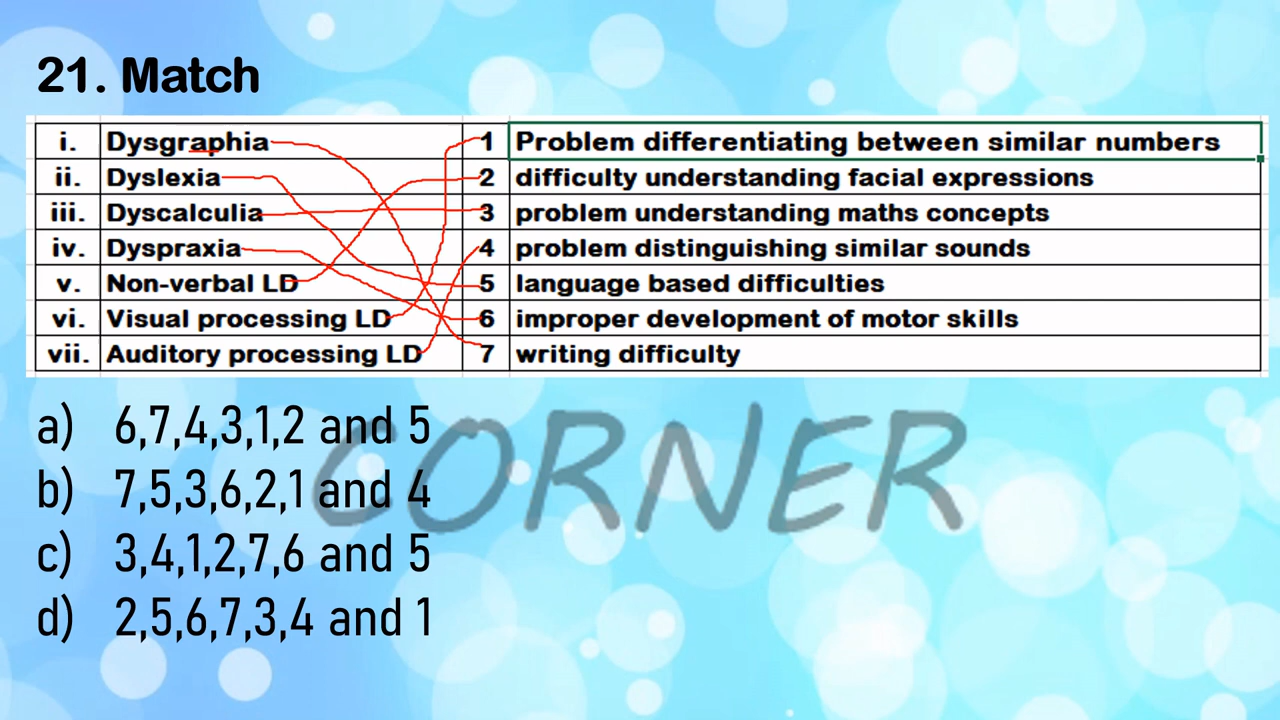 21. Match
i. Dysgraphia 1 Problem differentiating between similar numbers
ii. Dyslexia 2 difficulty understanding facial expressions
iii. Dyscalculia 3 problem understanding maths concepts
iv. Dyspraxia 4 problem distinguishing similar sounds
v. Non-verbal LD 5 language based difficulties
vi. Visual processing LD 6 improper development of motor skills
vii. Auditory processing LD 7 writing difficulty
a) 6,7,4,3,1,2 and 5
b) 7,5,3,6,2,1 and 4
c) 3,4,1,2,7,6 and 5
d) 2,5,6,7,3,4 and 1
CORNER